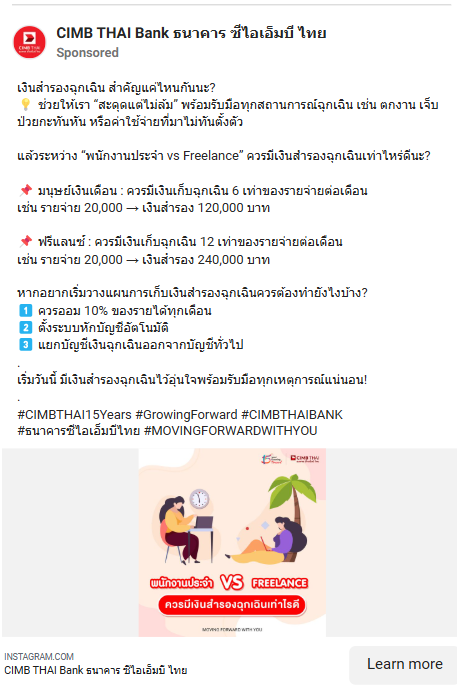 CIMB THAI Bank ธนาคาร ซีไอเอ็มบี ไทย
Sponsored
เงินสำรองฉุกเฉิน สำคัญแค่ไหนกันนะ?
💡 ช่วยให้เรา “สะดุดแต่ไม่ล้ม” พร้อมรับมือทุกสถานการณ์ฉุกเฉิน เช่น ตกงาน เจ็บ
ป่วยกะทันหัน หรือค่าใช้จ่ายที่มาไม่ทันตั้งตัว
แล้วระหว่าง “พนักงานประจำ vs Freelance” ควรมีเงินสำรองฉุกเฉินเท่าไหร่ดีนะ?
📌 มนุษย์เงินเดือน : ควรมีเงินเก็บฉุกเฉิน 6 เท่าของรายจ่ายต่อเดือน
เช่น รายจ่าย 20,000 → เงินสำรอง 120,000 บาท
📌 ฟรีแลนซ์ : ควรมีเงินเก็บฉุกเฉิน 12 เท่าของรายจ่ายต่อเดือน
เช่น รายจ่าย 20,000 → เงินสำรอง 240,000 บาท
หากอยากเริ่มวางแผนการเก็บเงินสำรองฉุกเฉินควรต้องทำยังไงบ้าง?
1️⃣ ควรออม 10% ของรายได้ทุกเดือน
2️⃣ ตั้งระบบหักบัญชีอัตโนมัติ
3️⃣ แยกบัญชีเงินฉุกเฉินออกจากบัญชีทั่วไป
.
เริ่มวันนี้ มีเงินสำรองฉุกเฉินไว้อุ่นใจพร้อมรับมือทุกเหตุการณ์แน่นอน!
.
#CIMBTHAI15Years #GrowingForward #CIMBTHAIBANK
#ธนาคารซีไอเอ็มบีไทย #MOVINGFORWARDWITHYOU
CIMB THAI
พนักงานประจำ VS FREELANCE
ควรมีเงินสำรองฉุกเฉินเท่าไรดี
MOVING FORWARD WITH YOU
INSTAGRAM.COM
CIMB THAI Bank ธนาคาร ซีไอเอ็มบี ไทย
Learn more